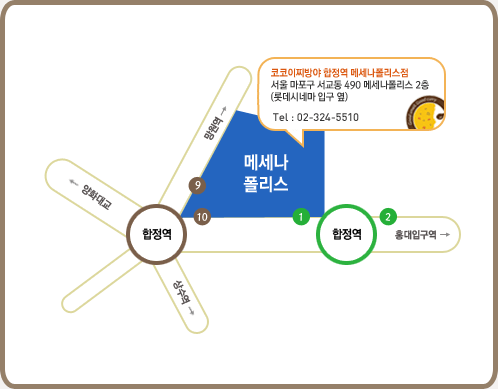 코코이찌방야 합정역 메세나폴리스점
서울 마포구 서교동 490 메세나폴리스 2층
(롯데시네마 입구 옆)
Tel : 02-324-5510
망원역 →
메세나
폴리스
9
← 양화대교
10
1
2
합정역
합정역
홍대입구역 →
상수역 →